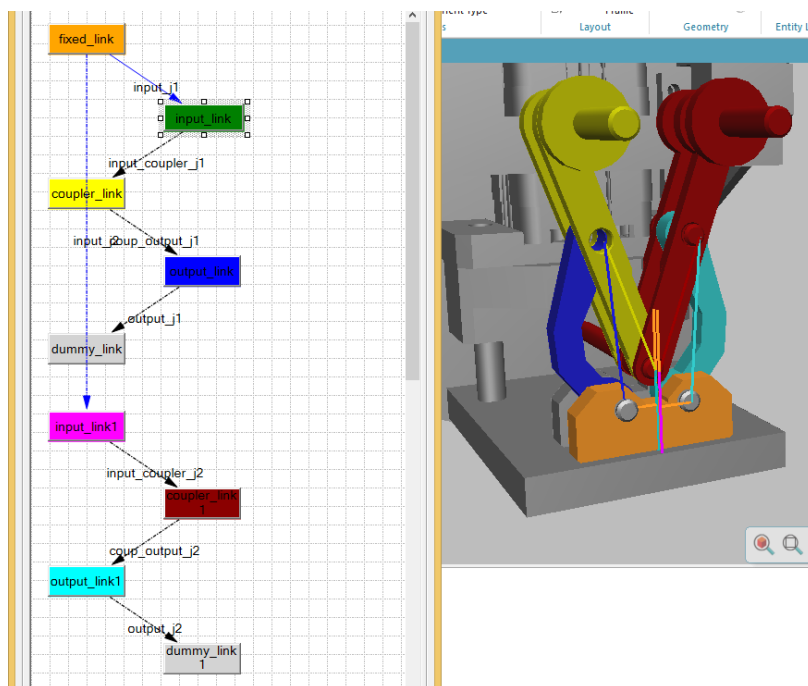 Layout
Geometry
Entity L
fixed_link
input_j1
input_link
input_coupler_j1
coupler_link
input_j2
coup_output_j1
output_link
output_j1
dummy_link
input_link1
input_coupler_j2
coupler_link
1
coup_output_j2
output_link1
output_j2
dummy_link
1